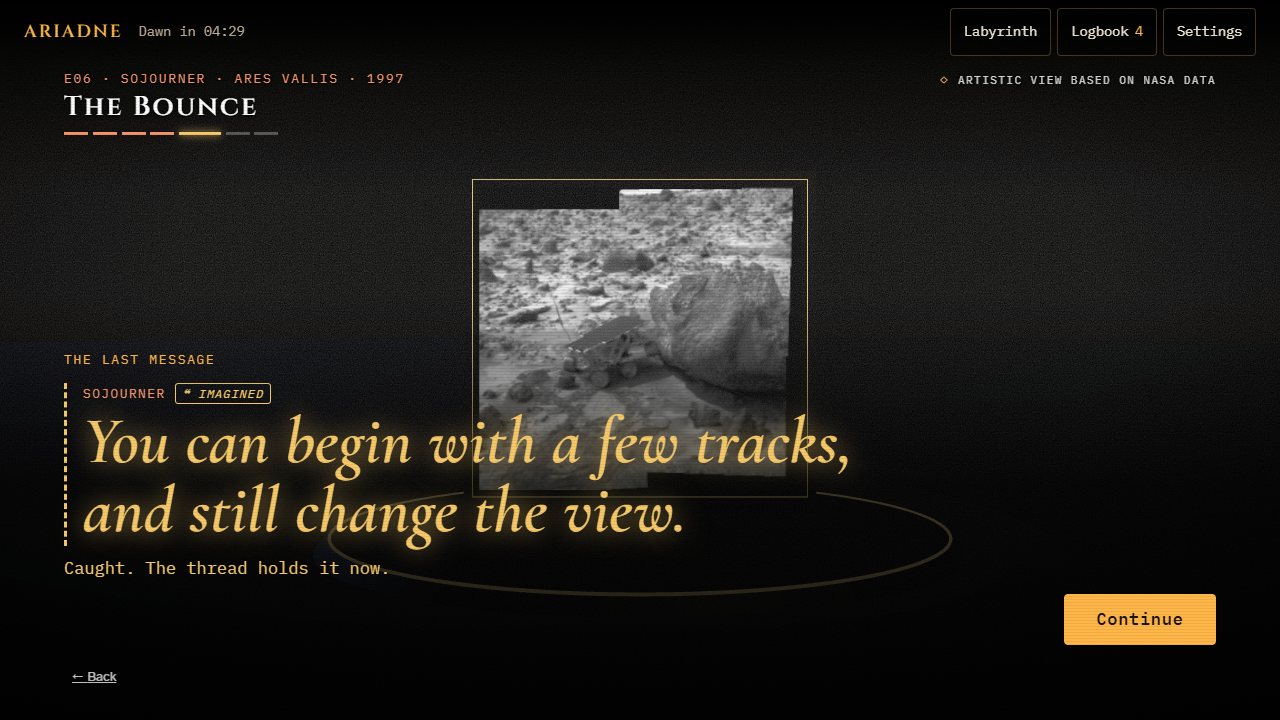 ARIADNE Dawn in 04:29 Labyrinth Logbook 4 Settings
E06 · SOJOURNER · ARES VALLIS · 1997
◇ ARTISTIC VIEW BASED ON NASA DATA
The Bounce
THE LAST MESSAGE
SOJOURNER ❝ IMAGINED
You can begin with a few tracks,
and still change the view.
Caught. The thread holds it now.
Continue
← Back